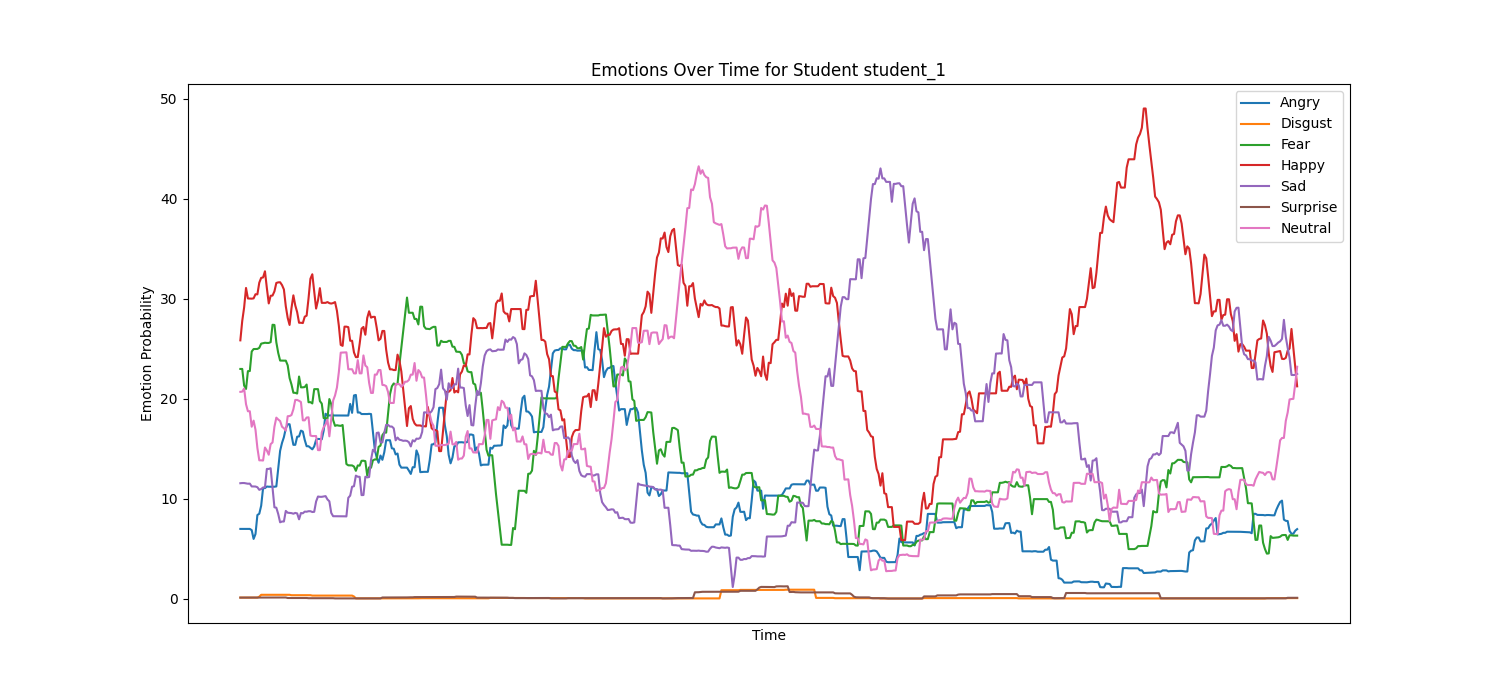 Emotions Over Time for Student student_1
50
40
30
20
10
0
Emotion Probability
Time
Angry
Disgust
Fear
Happy
Sad
Surprise
Neutral